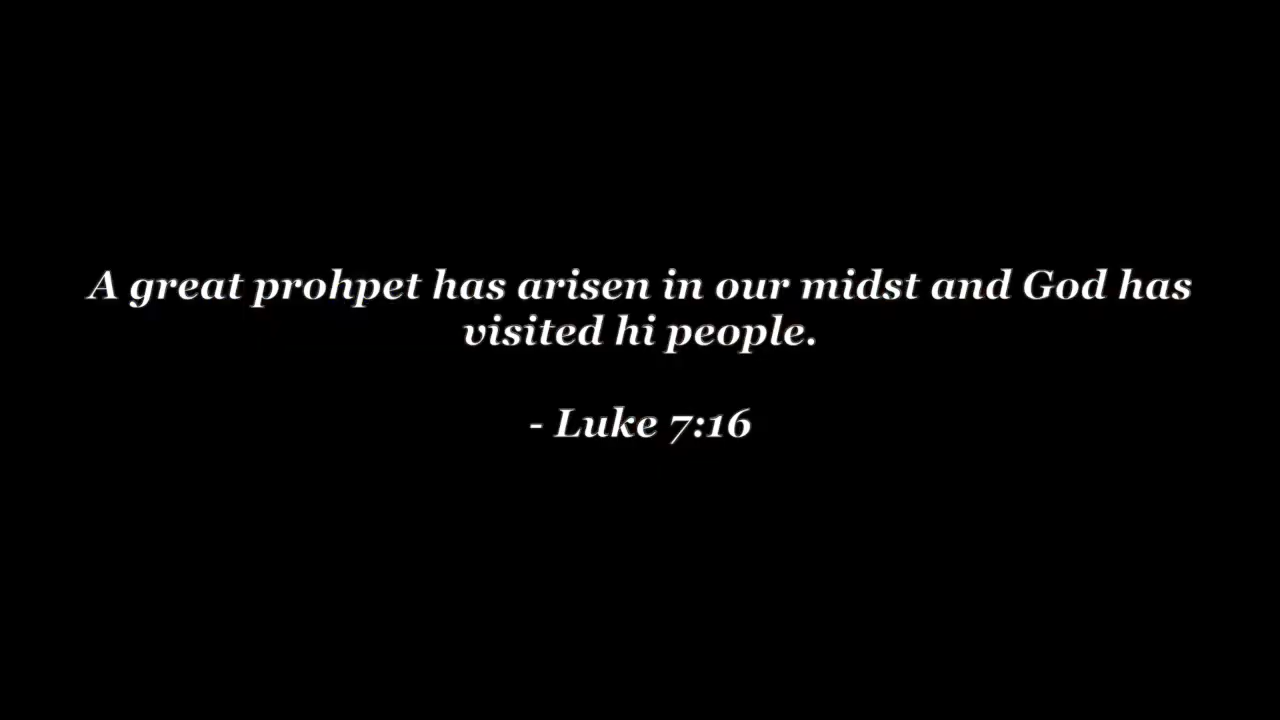 A great prohpet has arisen in our midst and God has
visited hi people.
- Luke 7:16